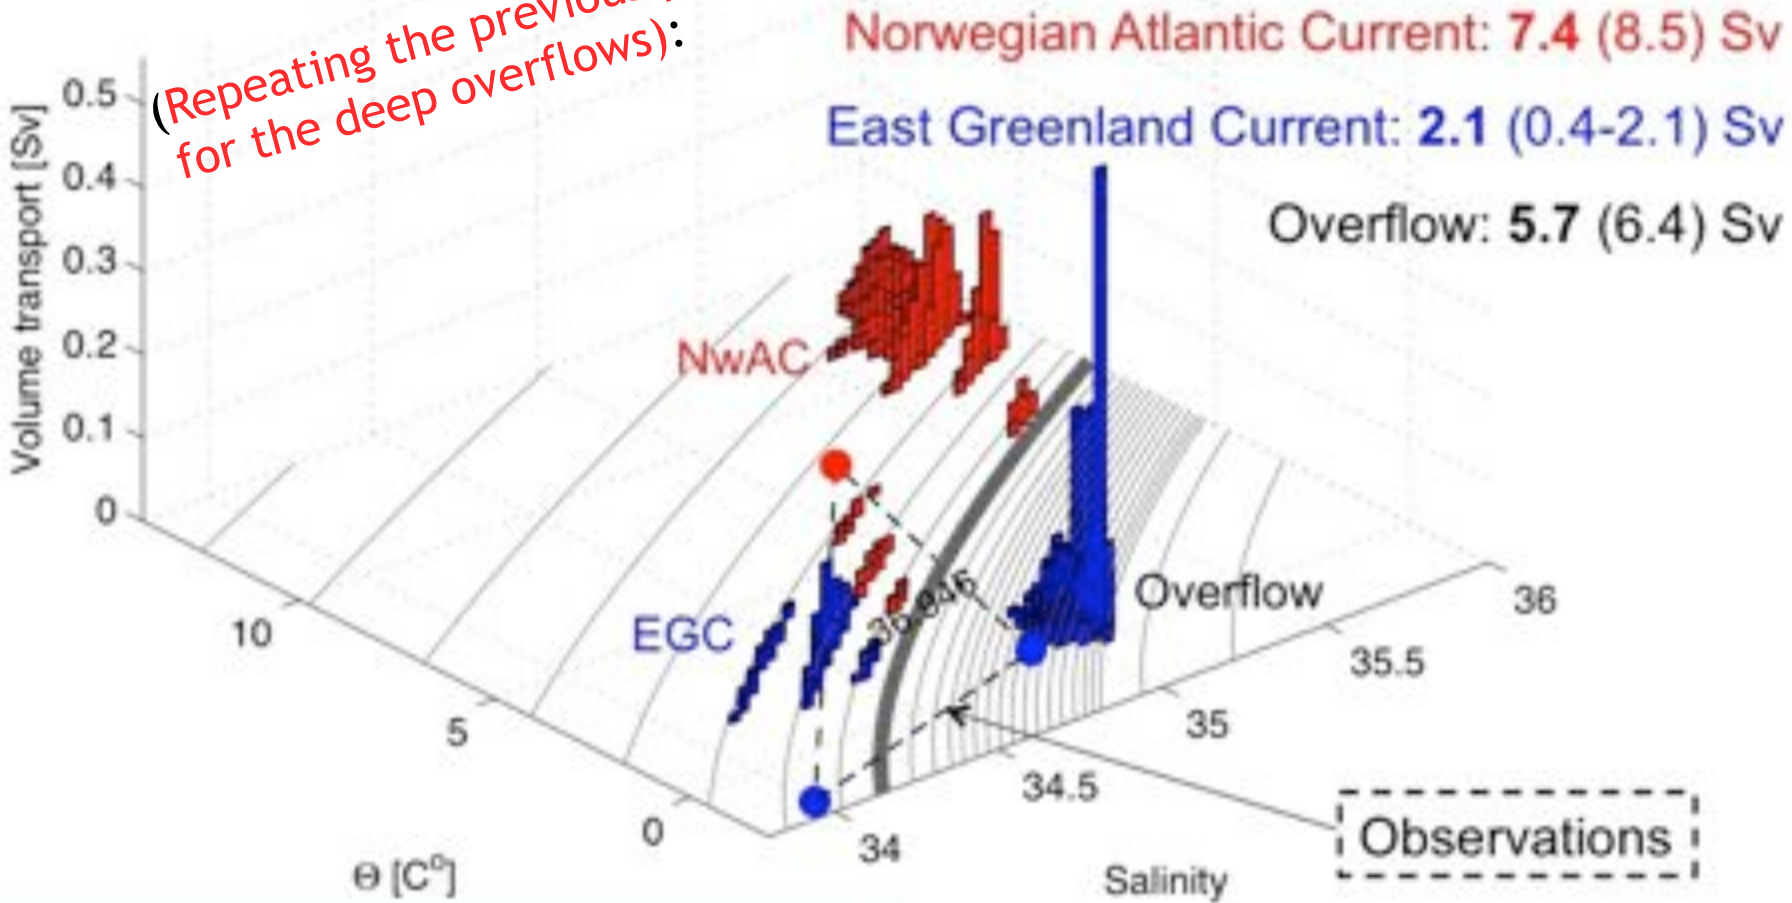 (Repeating the previous
for the deep overflows):
Norwegian Atlantic Current: 7.4 (8.5) Sv
East Greenland Current: 2.1 (0.4-2.1) Sv
Overflow: 5.7 (6.4) Sv
Volume transport [Sv]
0.5
0.4
0.3
0.2
0.1
0
NwAC
EGC
Overflow
10
5
0
Θ [C°]
34
34.5
35
35.5
36
Salinity
Observations